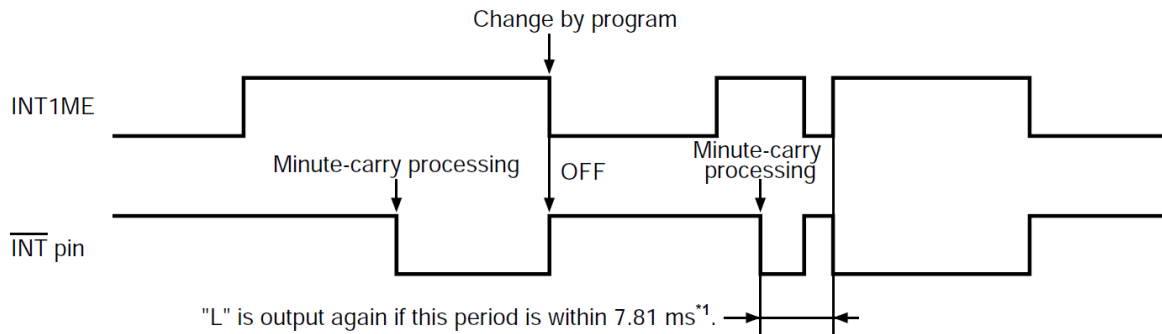 Change by program
INT1ME
Minute-carry processing
OFF
Minute-carry
processing
INT pin
"L" is output again if this period is within 7.81 ms*1.